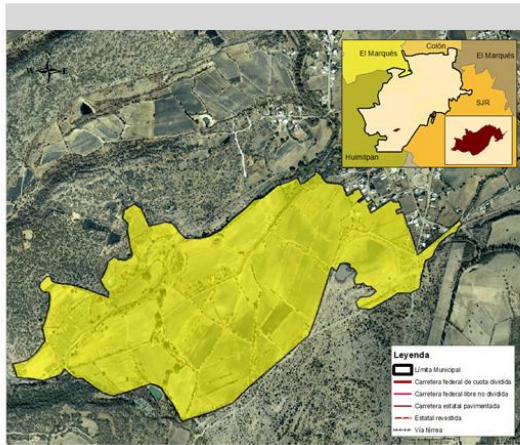 El Marqués
Colón
El Marqués
SJR
Huimilpan
W E
Leyenda
Límite Municipal
Carretera federal de cuota dividida
Carretera federal libre no dividida
Carretera estatal pavimentada
Estatal revestida
Vía férrea